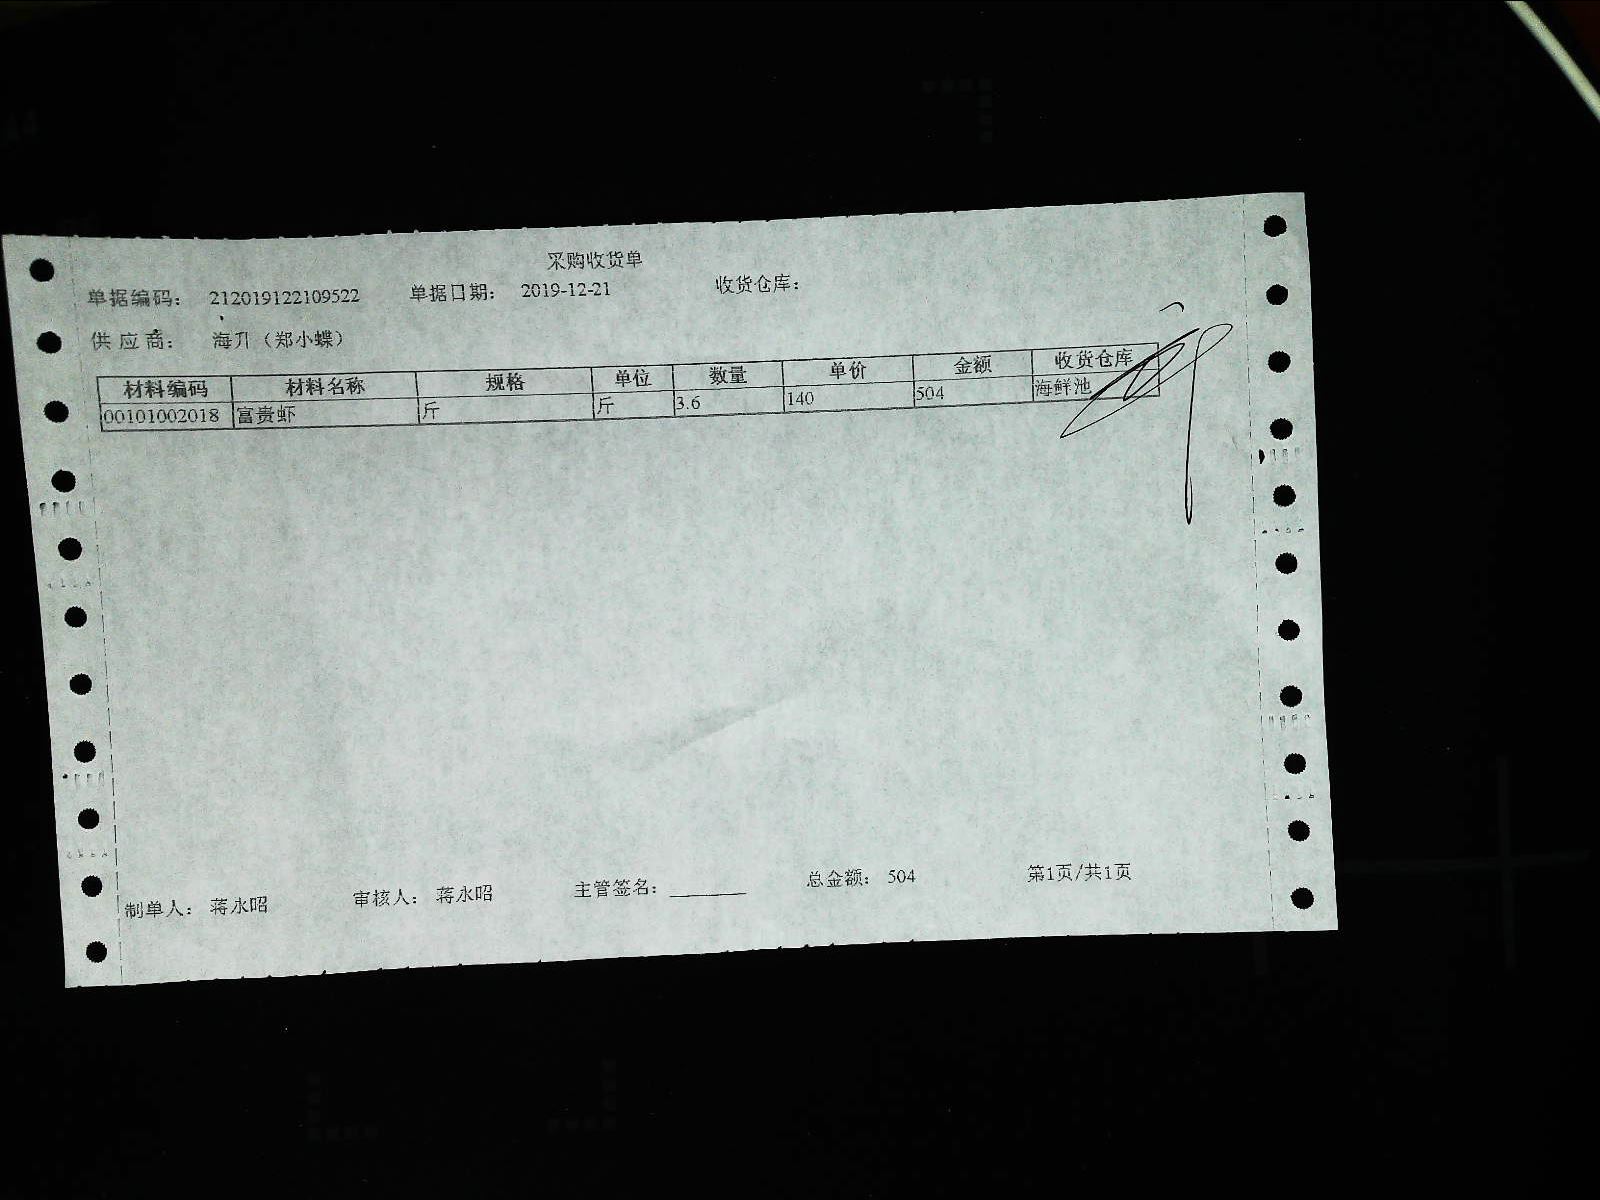 采购收货单
单据编码： 212019122109522 单据日期： 2019-12-21 收货仓库：
供应商： 海升（郑小蝶）
材料编码 材料名称 规格 单位 数量 单价 金额 收货仓库
00101002018 富贵虾 斤 斤 3.6 140 504 海鲜池
制单人： 蒋永昭 审核人： 蒋永昭 主管签名： 总金额： 504 第1页/共1页